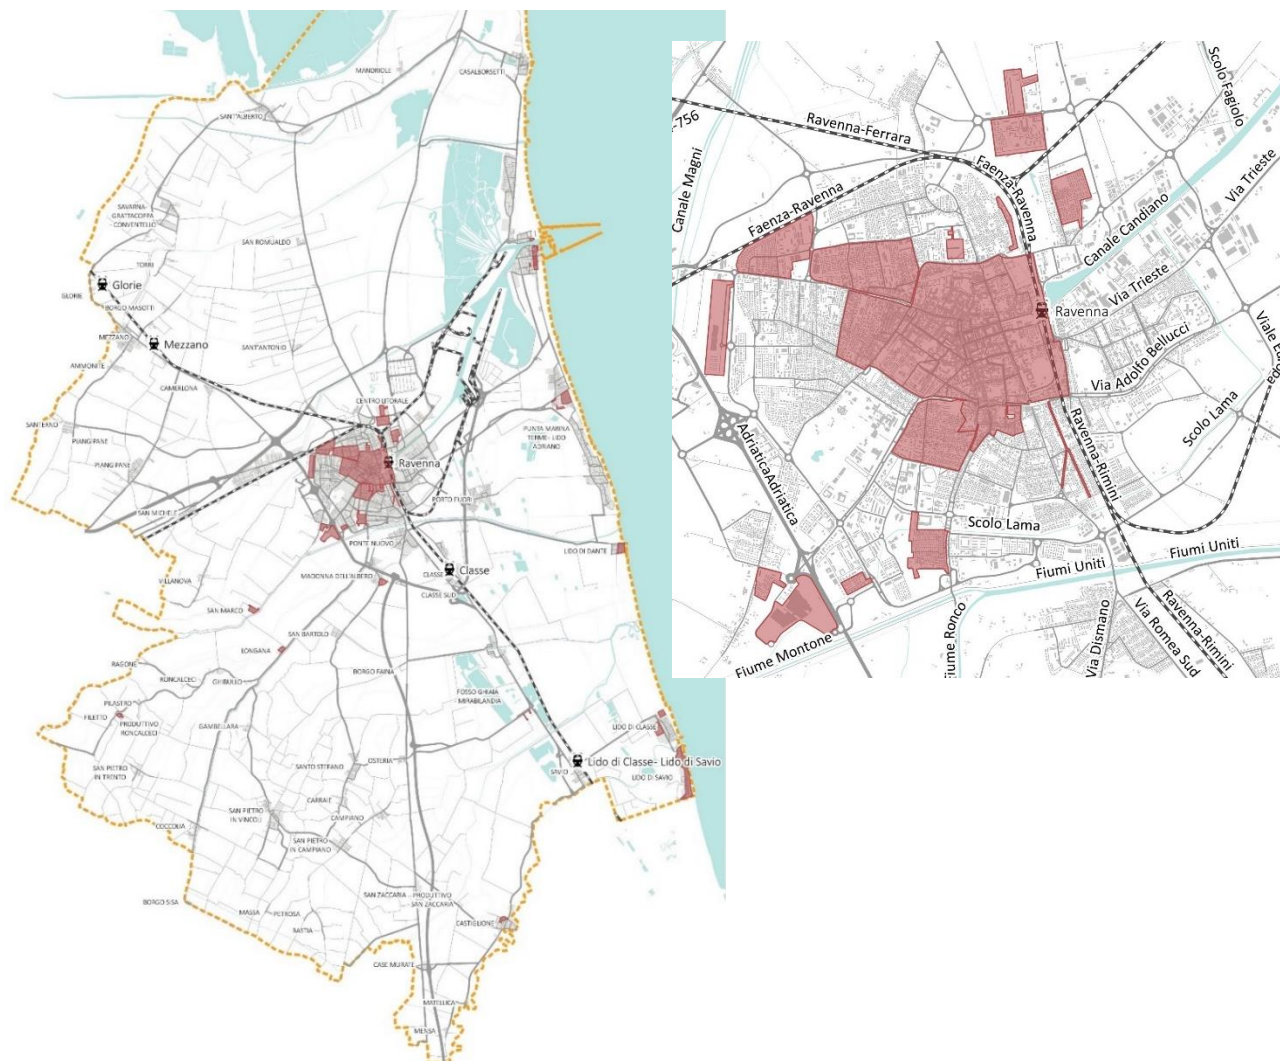 MANDRIOLE
CASALBORSETTI
SANT'ALBERTO
SAVARNA-
GRATTACOPPA
CONVENTELLO
SAN ROMUALDO
TORRI
Glorie
GLORIE
BORGO MASOTTI
MEZZANO
Mezzano
SANT'ANTONIO
AMMONITE
CAMERLONA
CENTRO LITORALE
SANTERNO
PIANGIPANE
PIANGIPANE
PUNTA MARINA
TERME - LIDO
ADRIANO
Ravenna
PORTO FUORI
SAN MICHELE
PONTE NUOVO
LIDO DI DANTE
VILLANOVA
MADONNA DELL'ALBERO
CLASSE
Classe
CLASSE SUD
SAN MARCO
SAN BARTOLO
LONGANA
RAGONE
RONCALCECI
GHIBULLO
BORGO FAINA
FOSSO GHIAIA
MIRABILANDIA
PILASTRO
FILETTO
PRODUTTIVO
RONCALCECI
GAMBELLARA
LIDO DI CLASSE
SAN PIETRO
IN TRENTO
SANTO STEFANO
OSTERIA
SAVIO
Lido di Classe- Lido di Savio
LIDO DI SAVIO
CARRAIE
SAN PIETRO
IN VINCOLI
CAMPIANO
COCCOLIA
SAN PIETRO
IN CAMPIANO
SAN ZACCARIA
PRODUTTIVO
SAN ZACCARIA
BORGO SISA
MASSA
PETROSA
BASTIA
CASTIGLIONE
CASE MURATE
MATELLICA
MENSA
Scolo Fagiolo
-756
Ravenna-Ferrara
Canale Magni
Faenza-Ravenna
Faenza-Ravenna
Via Trieste
Canale Candiano
Via Trieste
Ravenna
Viale Europa
Via Adolfo Bellucci
Scolo Lama
Adriatica
Adriatica
Ravenna-Rimini
Scolo Lama
Fiumi Uniti
Fiumi Uniti
Fiume Montone
Fiume Ronco
Via Dismano
Via Romea Sud
Ravenna-Rimini